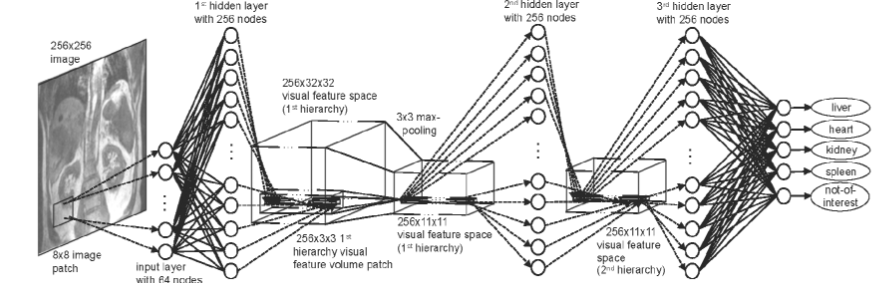 1st hidden layer
with 256 nodes
2nd hidden layer
with 256 nodes
3rd hidden layer
with 256 nodes
256x256
image
256x32x32
visual feature space
(1st hierarchy)
3x3 max-
pooling
liver
heart
kidney
spleen
not-of-
interest
8x8 image
patch
input layer
with 64 nodes
256x3x3 1st
hierarchy visual
feature volume patch
256x11x11
visual feature space
(1st hierarchy)
256x11x11
visual feature
space
(2nd hierarchy)